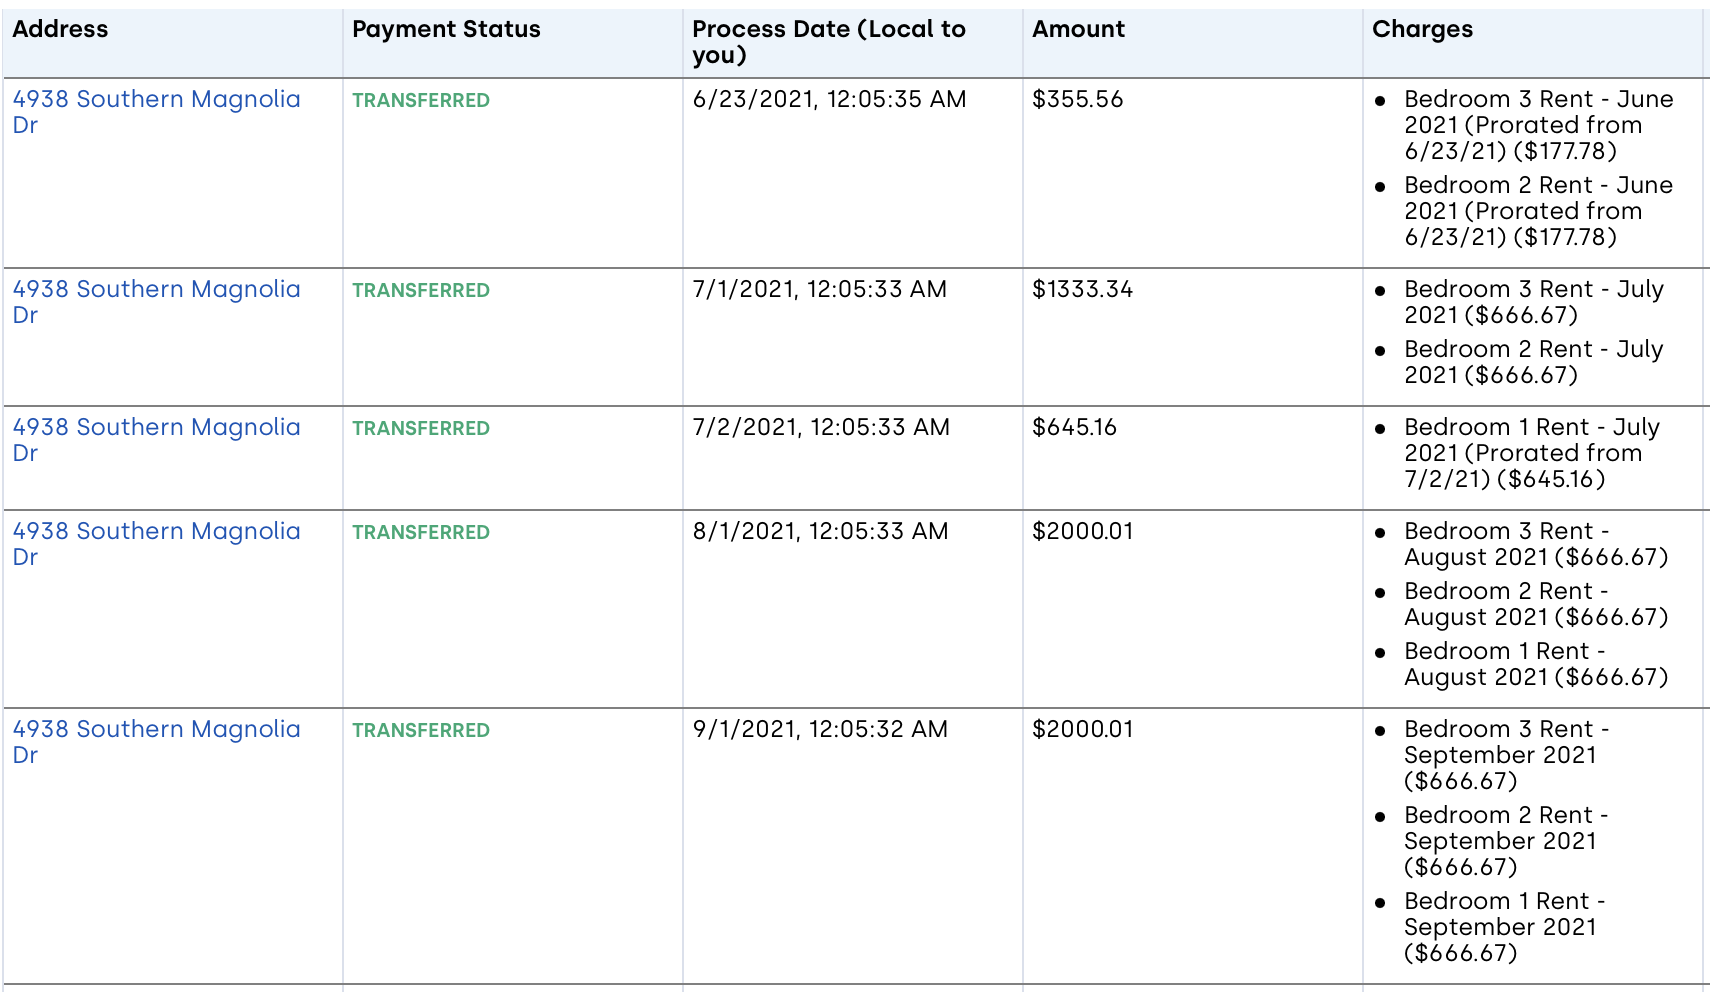 Address
Payment Status
Process Date (Local to
you)
Amount
Charges
4938 Southern Magnolia
Dr
TRANSFERRED
6/23/2021, 12:05:35 AM
$355.56
● Bedroom 3 Rent - June
2021 (Prorated from
6/23/21) ($177.78)
● Bedroom 2 Rent - June
2021 (Prorated from
6/23/21) ($177.78)
4938 Southern Magnolia
Dr
TRANSFERRED
7/1/2021, 12:05:33 AM
$1333.34
● Bedroom 3 Rent - July
2021 ($666.67)
● Bedroom 2 Rent - July
2021 ($666.67)
4938 Southern Magnolia
Dr
TRANSFERRED
7/2/2021, 12:05:33 AM
$645.16
● Bedroom 1 Rent - July
2021 (Prorated from
7/2/21) ($645.16)
4938 Southern Magnolia
Dr
TRANSFERRED
8/1/2021, 12:05:33 AM
$2000.01
● Bedroom 3 Rent -
August 2021 ($666.67)
● Bedroom 2 Rent -
August 2021 ($666.67)
● Bedroom 1 Rent -
August 2021 ($666.67)
4938 Southern Magnolia
Dr
TRANSFERRED
9/1/2021, 12:05:32 AM
$2000.01
● Bedroom 3 Rent -
September 2021
($666.67)
● Bedroom 2 Rent -
September 2021
($666.67)
● Bedroom 1 Rent -
September 2021
($666.67)